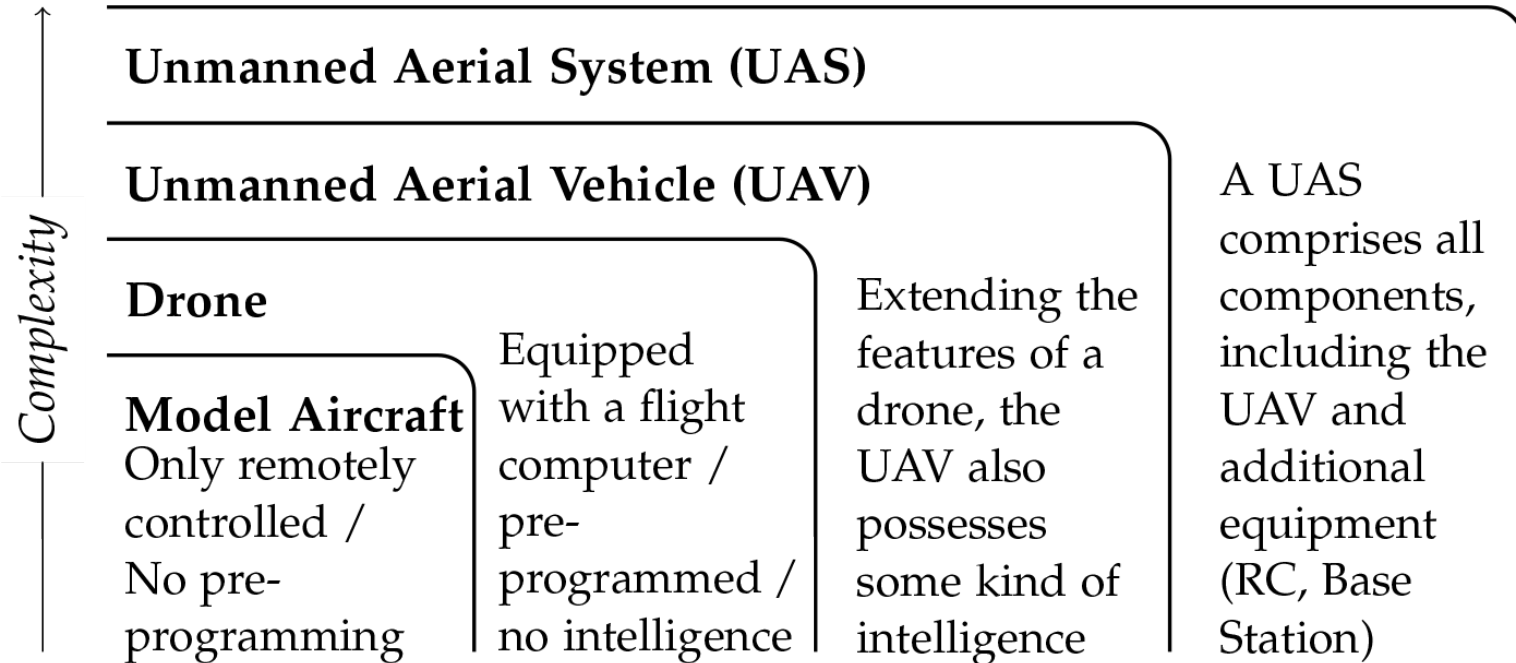 Complexity
Unmanned Aerial System (UAS)
A UAS
comprises all
components,
including the
UAV and
additional
equipment
(RC, Base
Station)
Unmanned Aerial Vehicle (UAV)
Extending the
features of a
drone, the
UAV also
possesses
some kind of
intelligence
Drone
Equipped
with a flight
computer /
pre-
programmed /
no intelligence
Model Aircraft
Only remotely
controlled /
No pre-
programming